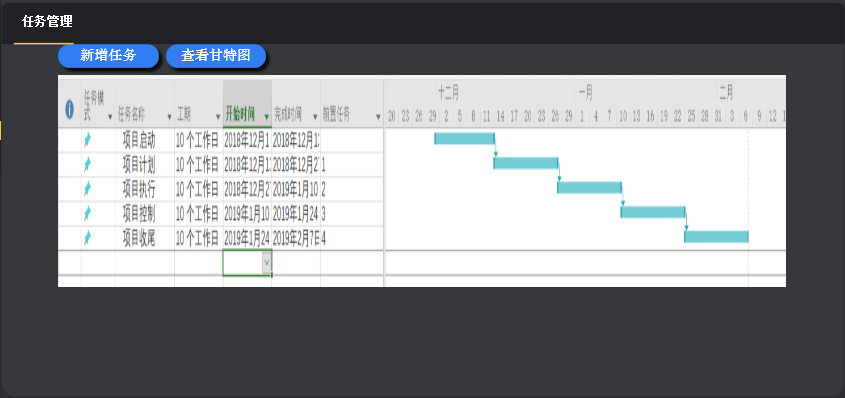 任务管理
新增任务 查看甘特图
任务模式 任务名称 工期 开始时间 完成时间 前置任务
十二月 一月 二月
20 23 26 29 2 5 8 11 14 17 20 23 26 29 1 4 7 10 13 16 19 22 25 28 31 3 6 9 12
项目启动 10 个工作日 2018年12月1 2018年12月1
项目计划 10 个工作日 2018年12月1 2018年12月2 1
项目执行 10 个工作日 2018年12月2 2019年1月10 2
项目控制 10 个工作日 2019年1月10 2019年1月24 3
项目收尾 10 个工作日 2019年1月24 2019年2月7日 4